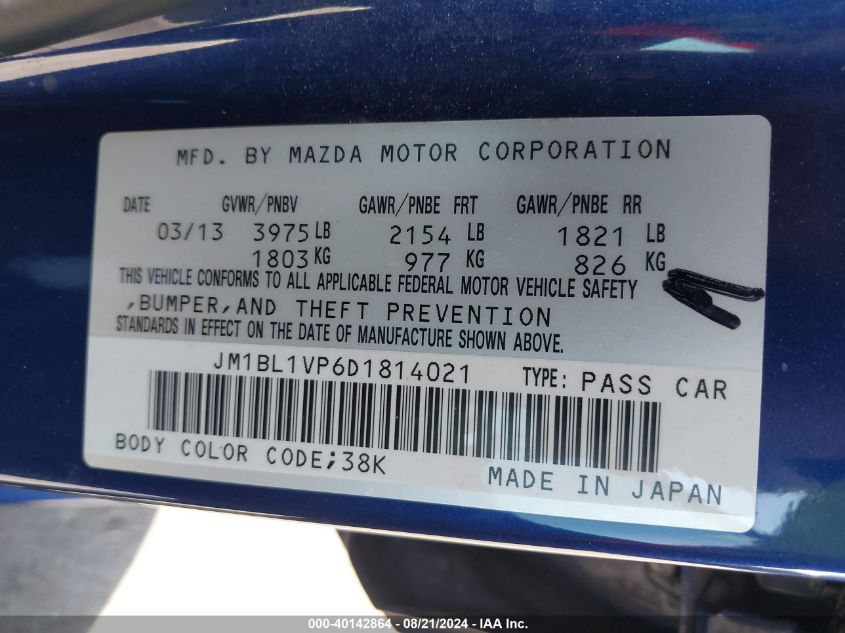 MFD. BY MAZDA MOTOR CORPORATION
DATE GVWR/PNBV GAWR/PNBE FRT GAWR/PNBE RR
03/13 3975 LB 2154 LB 1821 LB
1803 KG 977 KG 826 KG
THIS VEHICLE CONFORMS TO ALL APPLICABLE FEDERAL MOTOR VEHICLE SAFETY
,BUMPER,AND THEFT PREVENTION
STANDARDS IN EFFECT ON THE DATE OF MANUFACTURE SHOWN ABOVE.
JM1BL1VP6D1814021 TYPE: PASS CAR
BODY COLOR CODE;38K
MADE IN JAPAN
000-40142864 - 08/21/2024 - IAA Inc.